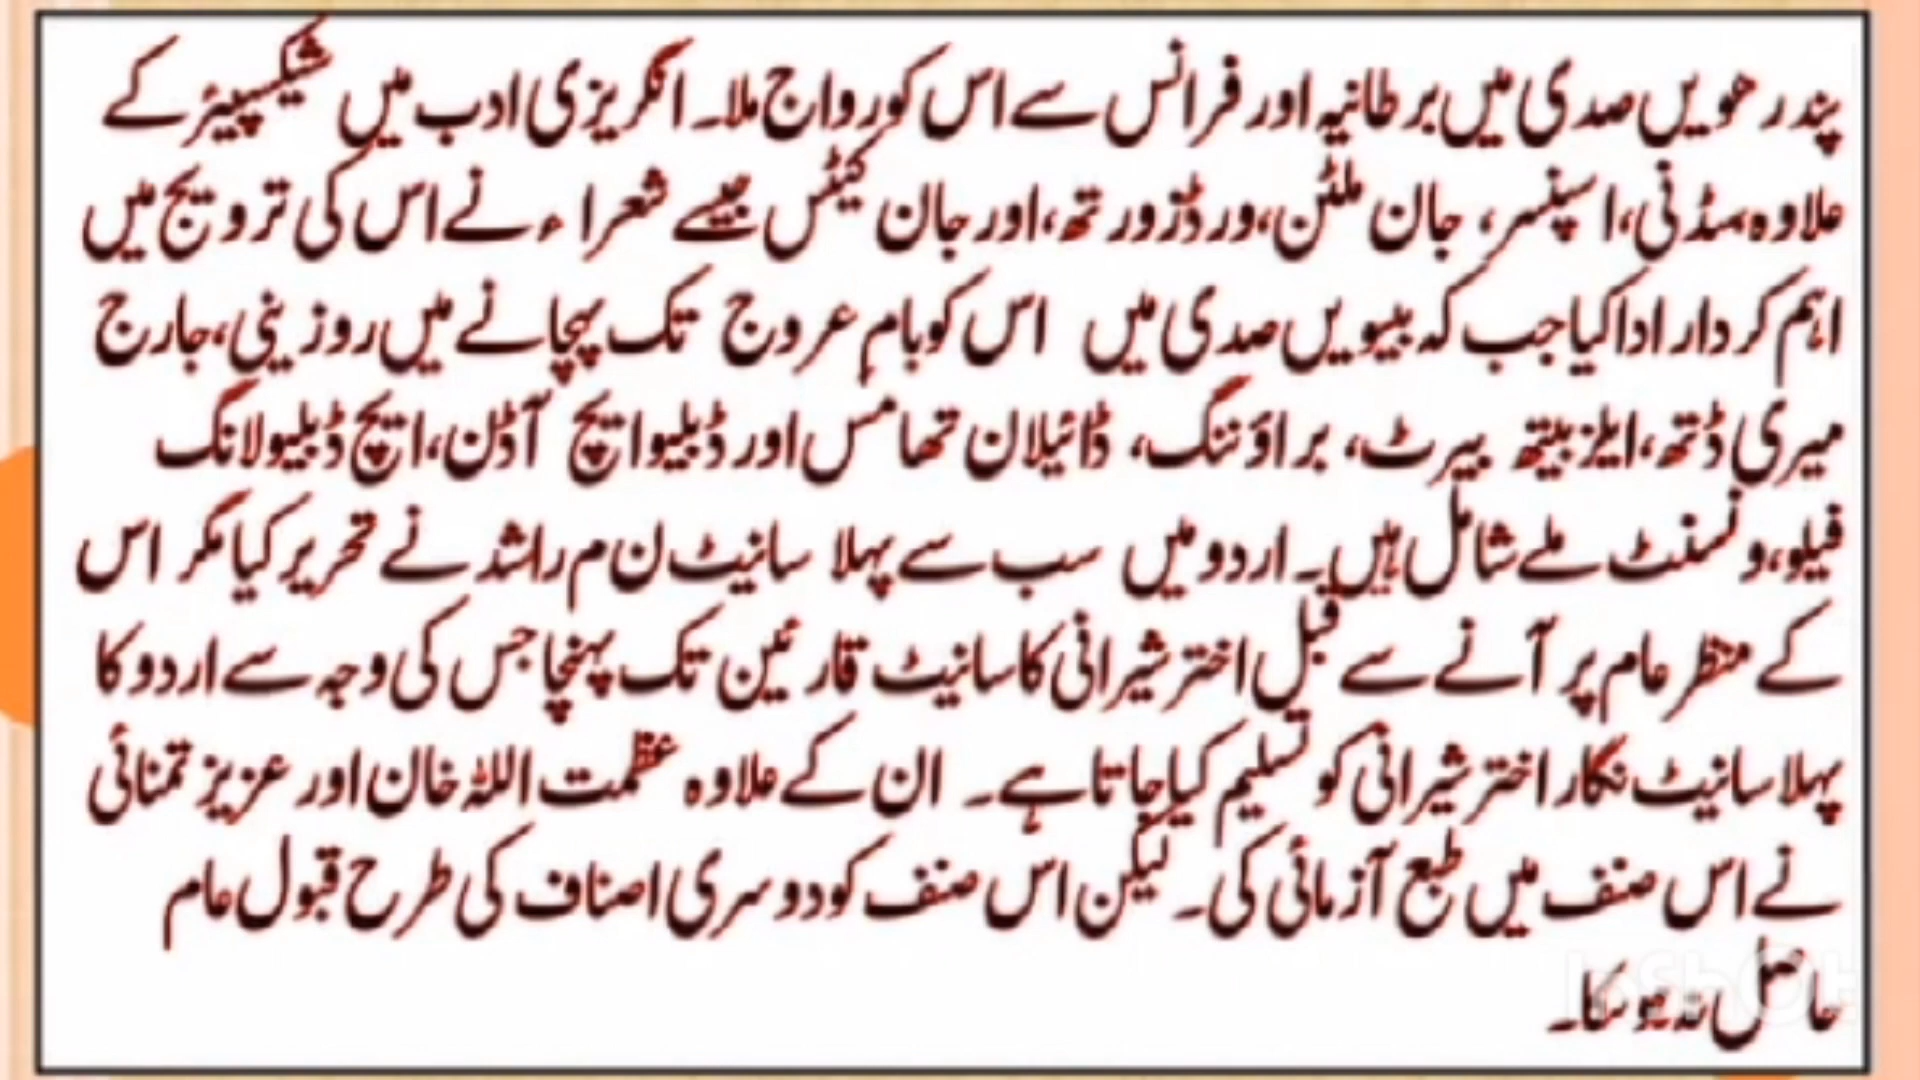 پندرھویں صدی میں برطانیہ اور فرانس سے اس کو رواج ملا۔ انگریزی ادب میں شیکسپیئر کے
علاوہ سڈنی، اسپنسر، جان ملٹن، ورڈزورتھ، اور جان کیٹس جیسے شعراء نے اس کی ترویج میں
اہم کردار ادا کیا جب کہ بیسویں صدی میں اس کو بام عروج تک پہچانے میں روزینی، جارج
میری ڈتھ، ایلزبیتھ بیرٹ، براؤننگ، ڈائیلان تھامس اور ڈبلیو ایچ آڈن، ایچ ڈبلیو لانگ
فیلو، ونسنٹ ملے شامل ہیں۔ اردو میں سب سے پہلا سانیٹ ن م راشد نے تحریر کیا مگر اس
کے منظر عام پر آنے سے قبل اختر شیرانی کا سانیٹ قارئین تک پہنچا جس کی وجہ سے اردو کا
پہلا سانیٹ نگار اختر شیرانی کو تسلیم کیا جاتا ہے۔ ان کے علاوہ عظمت اللہ خان اور عزیز تمنائی
نے اس صنف میں طبع آزمائی کی۔ لیکن اس صنف کو دوسری اصناف کی طرح قبول عام
حاصل نہ ہو سکا۔
InShOt